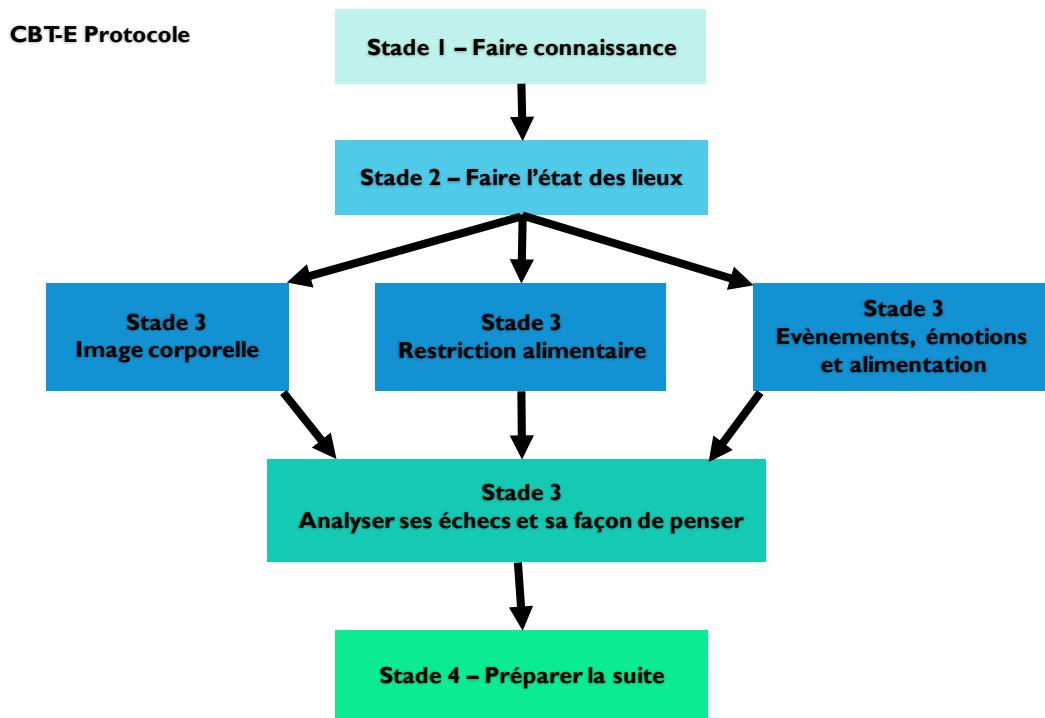 CBT-E Protocole
Stade 1 – Faire connaissance
Stade 2 – Faire l’état des lieux
Stade 3
Image corporelle
Stade 3
Restriction alimentaire
Stade 3
Evènements, émotions
et alimentation
Stade 3
Analyser ses échecs et sa façon de penser
Stade 4 – Préparer la suite